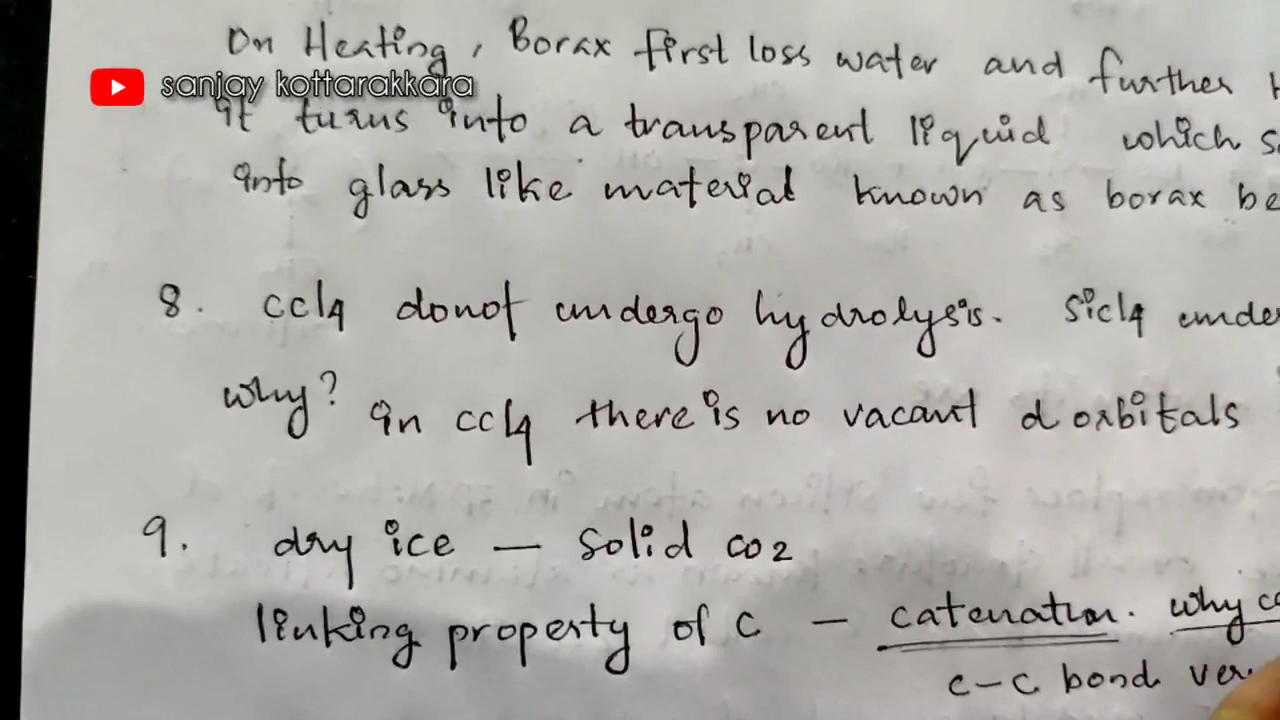 On Heating, Borax first loss water and further
sanjay kottarakkara
it turns into a transparent liquid which
into glass like material known as borax
8. ccl4 donot undergo hydrolysis. Sicl4
why? in ccl4 there is no vacant d orbitals
9. dry ice – solid co2
linking property of c – catenation. why
c-c bond